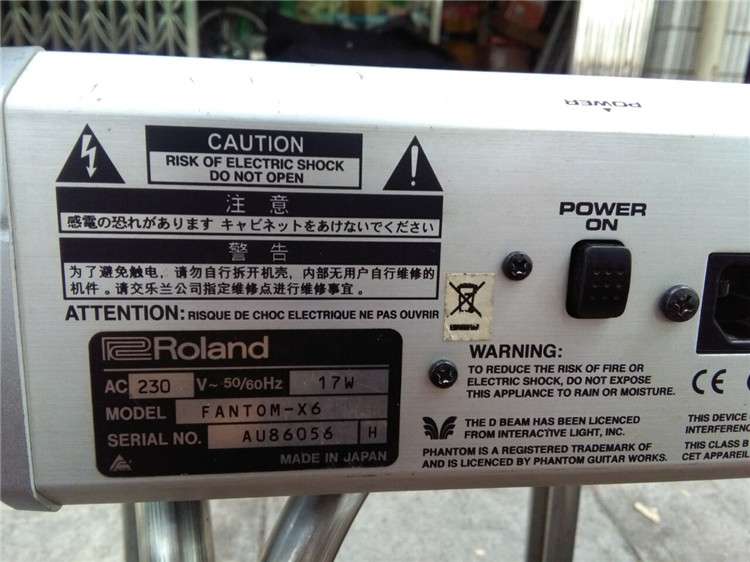 POWER
CAUTION
RISK OF ELECTRIC SHOCK
DO NOT OPEN
注 意
感電の恐れがあります キャビネットをあけないでください
警 告
为了避免触电，请勿自行拆开机壳，内部无用户自行维修的
机件。请交乐兰公司指定维修点进行维修事宜。
ATTENTION: RISQUE DE CHOC ELECTRIQUE NE PAS OUVRIR
Roland
AC 230 V~ 50/60Hz 17W
MODEL FANTOM-X6
SERIAL NO. AU86056 H
MADE IN JAPAN
POWER
ON
WARNING:
TO REDUCE THE RISK OF FIRE OR
ELECTRIC SHOCK, DO NOT EXPOSE
THIS APPLIANCE TO RAIN OR MOISTURE.
CE
THE D BEAM HAS BEEN LICENCED
FROM INTERACTIVE LIGHT, INC.
PHANTOM IS A REGISTERED TRADEMARK OF
AND IS LICENCED BY PHANTOM GUITAR WORKS.
THIS DEVICE
INTERFEREN
THIS CLASS B
CET APPAREIL